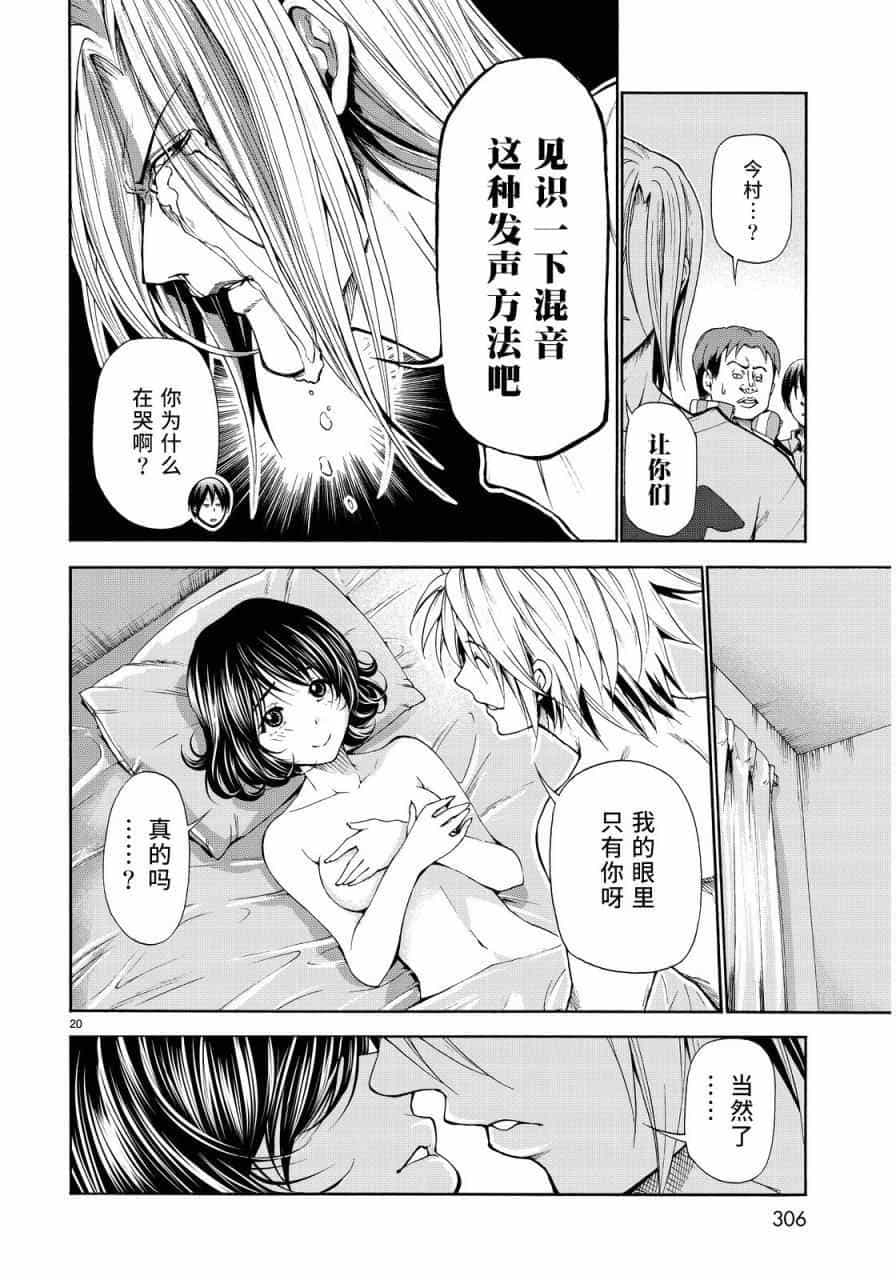 今村…？
让你们
见识一下混音
这种发声方法吧
你为什么
在哭啊？
我的眼里
只有你呀
真的吗
……？
20
当然了
……
306